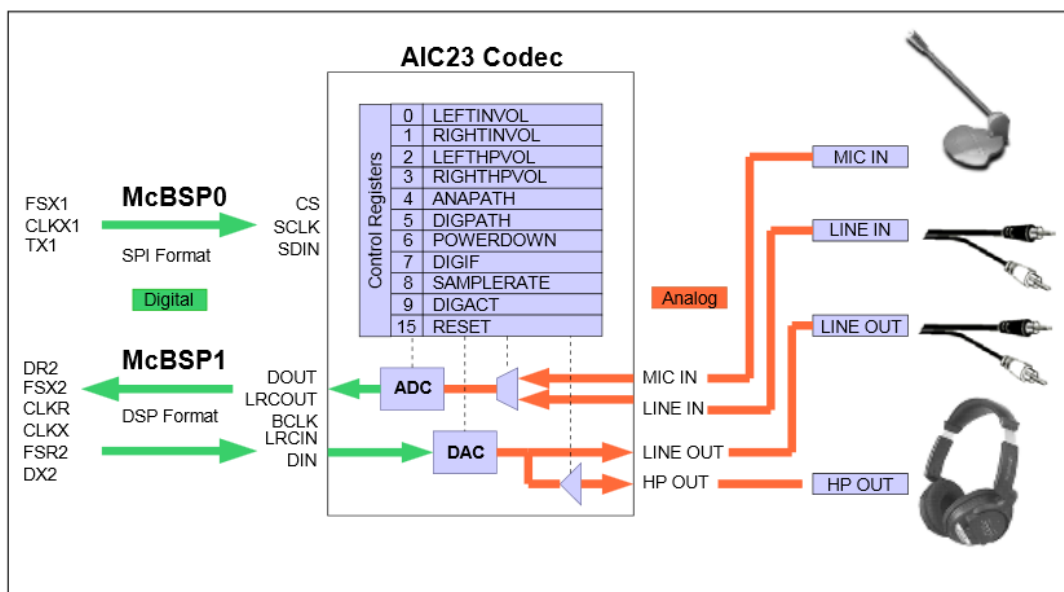 AIC23 Codec
Control Registers
0 LEFTINVOL
1 RIGHTINVOL
2 LEFTHPVOL
3 RIGHTHPVOL
4 ANAPATH
5 DIGPATH
6 POWERDOWN
7 DIGIF
8 SAMPLERATE
9 DIGACT
15 RESET
McBSP0
FSX1
CLKX1
TX1
SPI Format
CS
SCLK
SDIN
Digital
McBSP1
DR2
FSX2
CLKR
CLKX
FSR2
DX2
DSP Format
DOUT
LRCOUT
BCLK
LRCIN
DIN
ADC
DAC
Analog
MIC IN
LINE IN
LINE OUT
HP OUT
MIC IN
LINE IN
LINE OUT
HP OUT